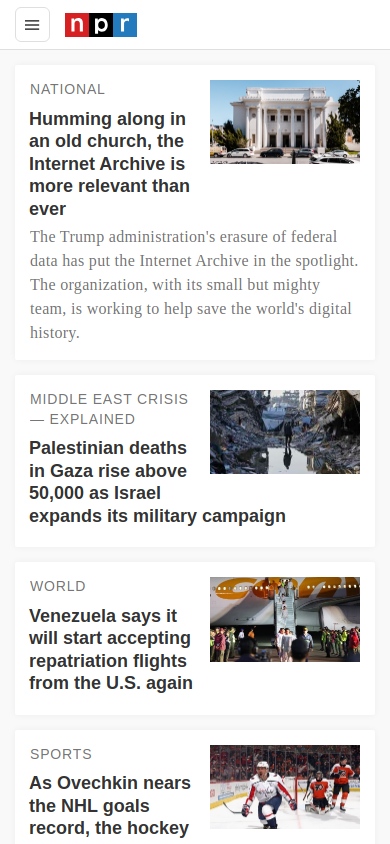 npr
NATIONAL
Humming along in
an old church, the
Internet Archive is
more relevant than
ever
The Trump administration's erasure of federal
data has put the Internet Archive in the spotlight.
The organization, with its small but mighty
team, is working to help save the world's digital
history.
MIDDLE EAST CRISIS
— EXPLAINED
Palestinian deaths
in Gaza rise above
50,000 as Israel
expands its military campaign
WORLD
Venezuela says it
will start accepting
repatriation flights
from the U.S. again
SPORTS
As Ovechkin nears
the NHL goals
record, the hockey